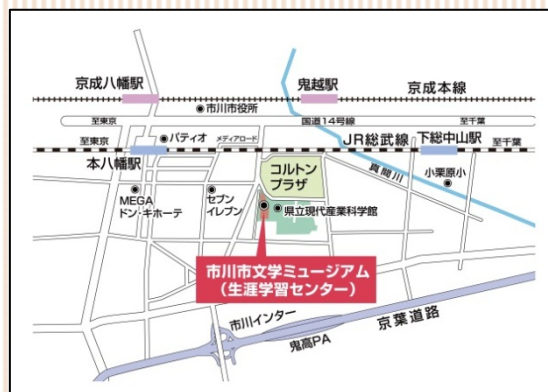 京成八幡駅
鬼越駅
京成本線
市川市役所
至東京
国道14号線
至千葉
至東京
パティオ
メディアロード
JR総武線
下総中山駅
至千葉
本八幡駅
コルトン
プラザ
真間川
小栗原小
MEGA
ドン・キホーテ
セブン
イレブン
県立現代産業科学館
市川市文学ミュージアム
(生涯学習センター)
市川インター
京葉道路
鬼高PA